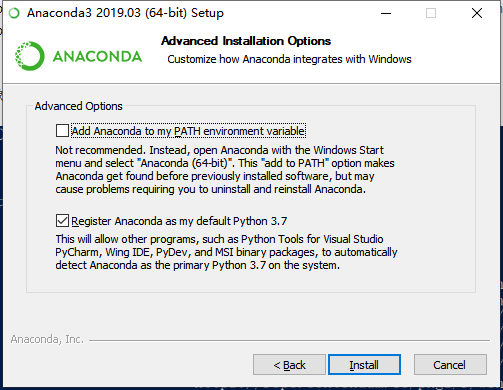 Anaconda3 2019.03 (64-bit) Setup
Advanced Installation Options
Customize how Anaconda integrates with Windows
ANACONDA
Advanced Options
Add Anaconda to my PATH environment variable
Not recommended. Instead, open Anaconda with the Windows Start
menu and select "Anaconda (64-bit)". This "add to PATH" option makes
Anaconda get found before previously installed software, but may
cause problems requiring you to uninstall and reinstall Anaconda.
Register Anaconda as my default Python 3.7
This will allow other programs, such as Python Tools for Visual Studio
PyCharm, Wing IDE, PyDev, and MSI binary packages, to automatically
detect Anaconda as the primary Python 3.7 on the system.
Anaconda, Inc.
< Back
Install
Cancel